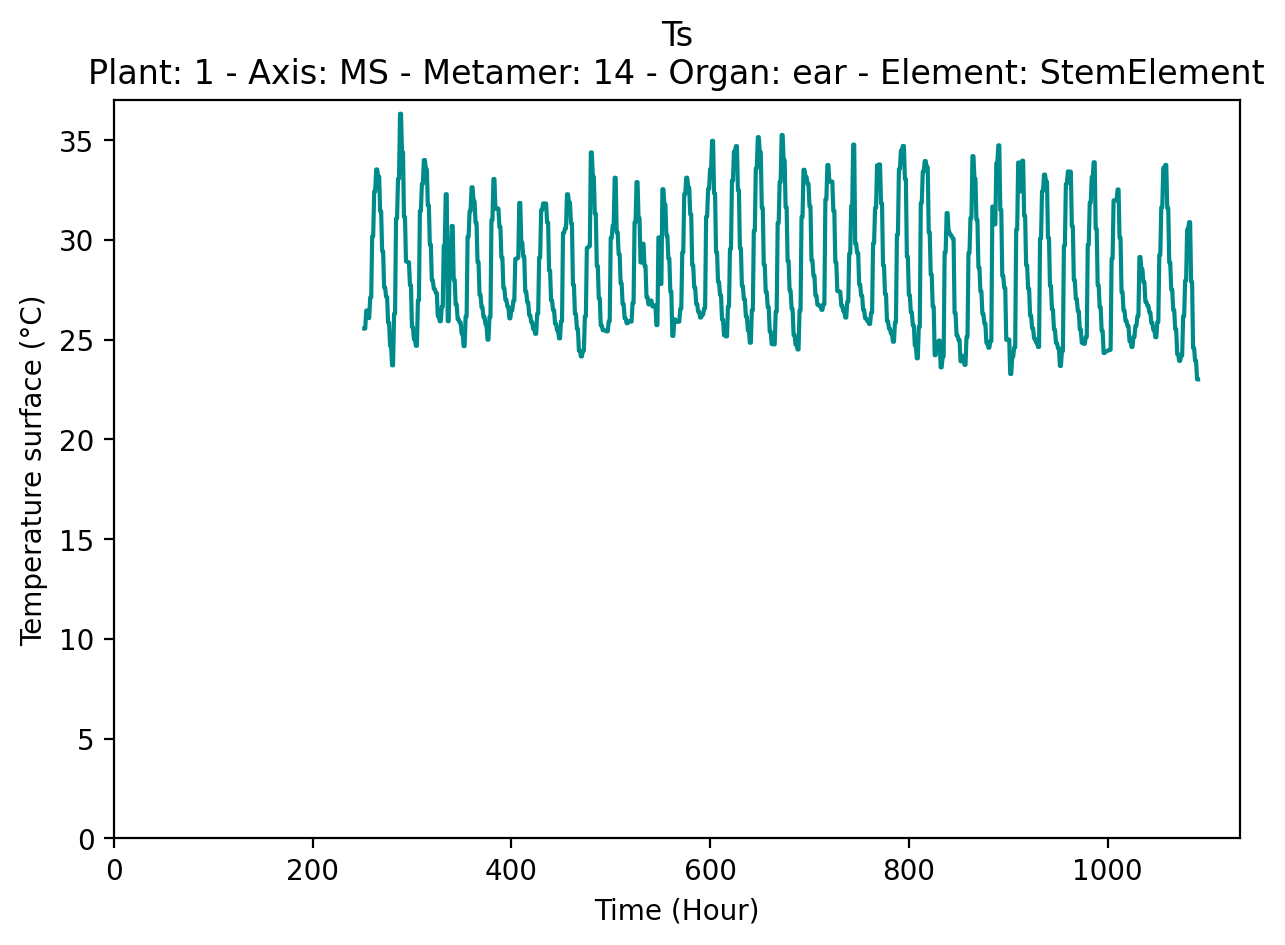 Ts
Plant: 1 - Axis: MS - Metamer: 14 - Organ: ear - Element: StemElement
35
30
25
20
15
10
5
0
Temperature surface (°C)
0 200 400 600 800 1000
Time (Hour)